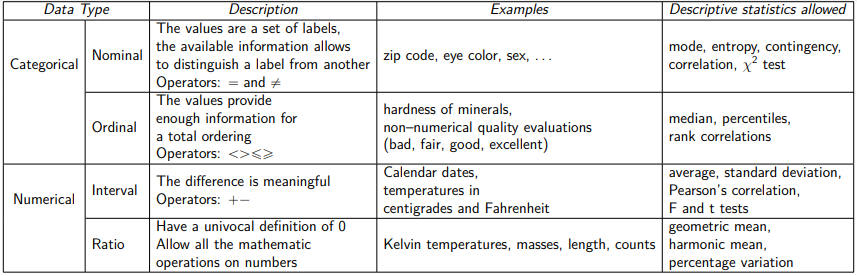 Data Type Description Examples Descriptive statistics allowed
Categorical
Nominal
The values are a set of labels,
the available information allows
to distinguish a label from another
Operators: = and ≠
zip code, eye color, sex, ...
mode, entropy, contingency,
correlation, χ² test
Ordinal
The values provide
enough information for
a total ordering
Operators: <>⩽⩾
hardness of minerals,
non–numerical quality evaluations
(bad, fair, good, excellent)
median, percentiles,
rank correlations
Numerical
Interval
The difference is meaningful
Operators: +−
Calendar dates,
temperatures in
centigrades and Fahrenheit
average, standard deviation,
Pearson's correlation,
F and t tests
Ratio
Have a univocal definition of 0
Allow all the mathematic
operations on numbers
Kelvin temperatures, masses, length, counts
geometric mean,
harmonic mean,
percentage variation